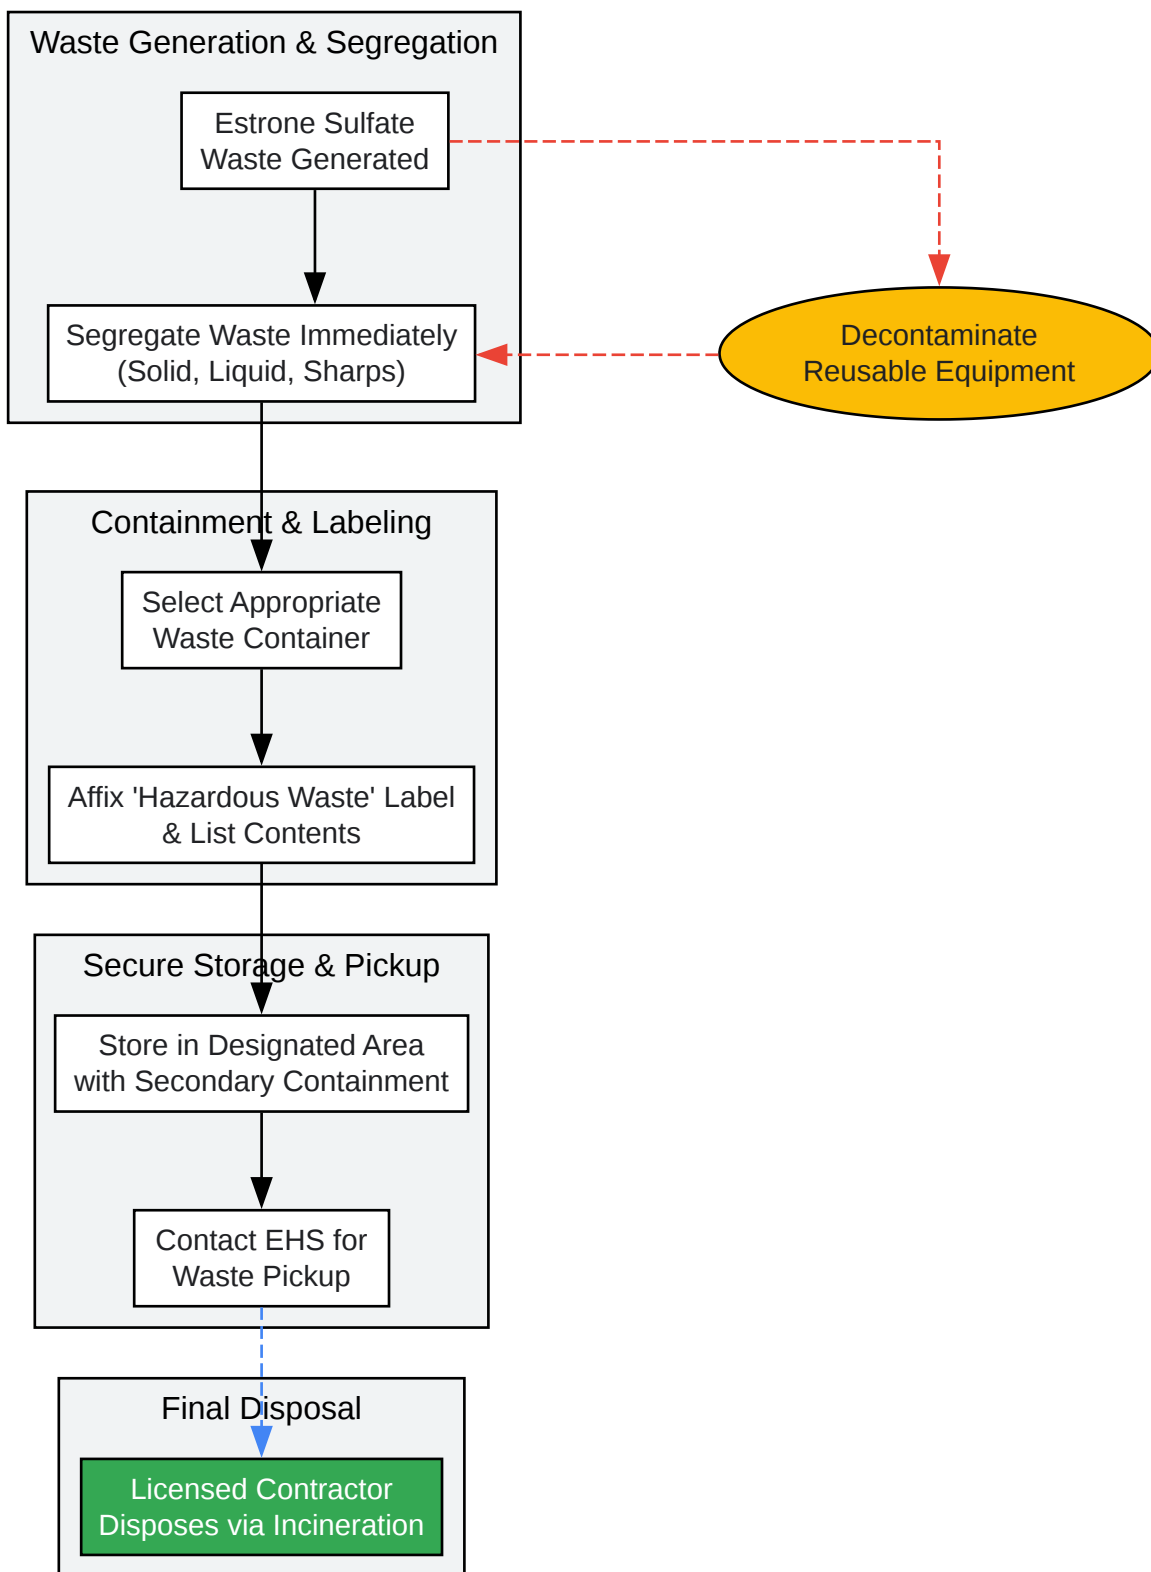 Waste Generation & Segregation
Estrone Sulfate
Waste Generated
Segregate Waste Immediately
(Solid, Liquid, Sharps)
Decontaminate
Reusable Equipment
Containment & Labeling
Select Appropriate
Waste Container
Affix 'Hazardous Waste' Label
& List Contents
Secure Storage & Pickup
Store in Designated Area
with Secondary Containment
Contact EHS for
Waste Pickup
Final Disposal
Licensed Contractor
Disposes via Incineration